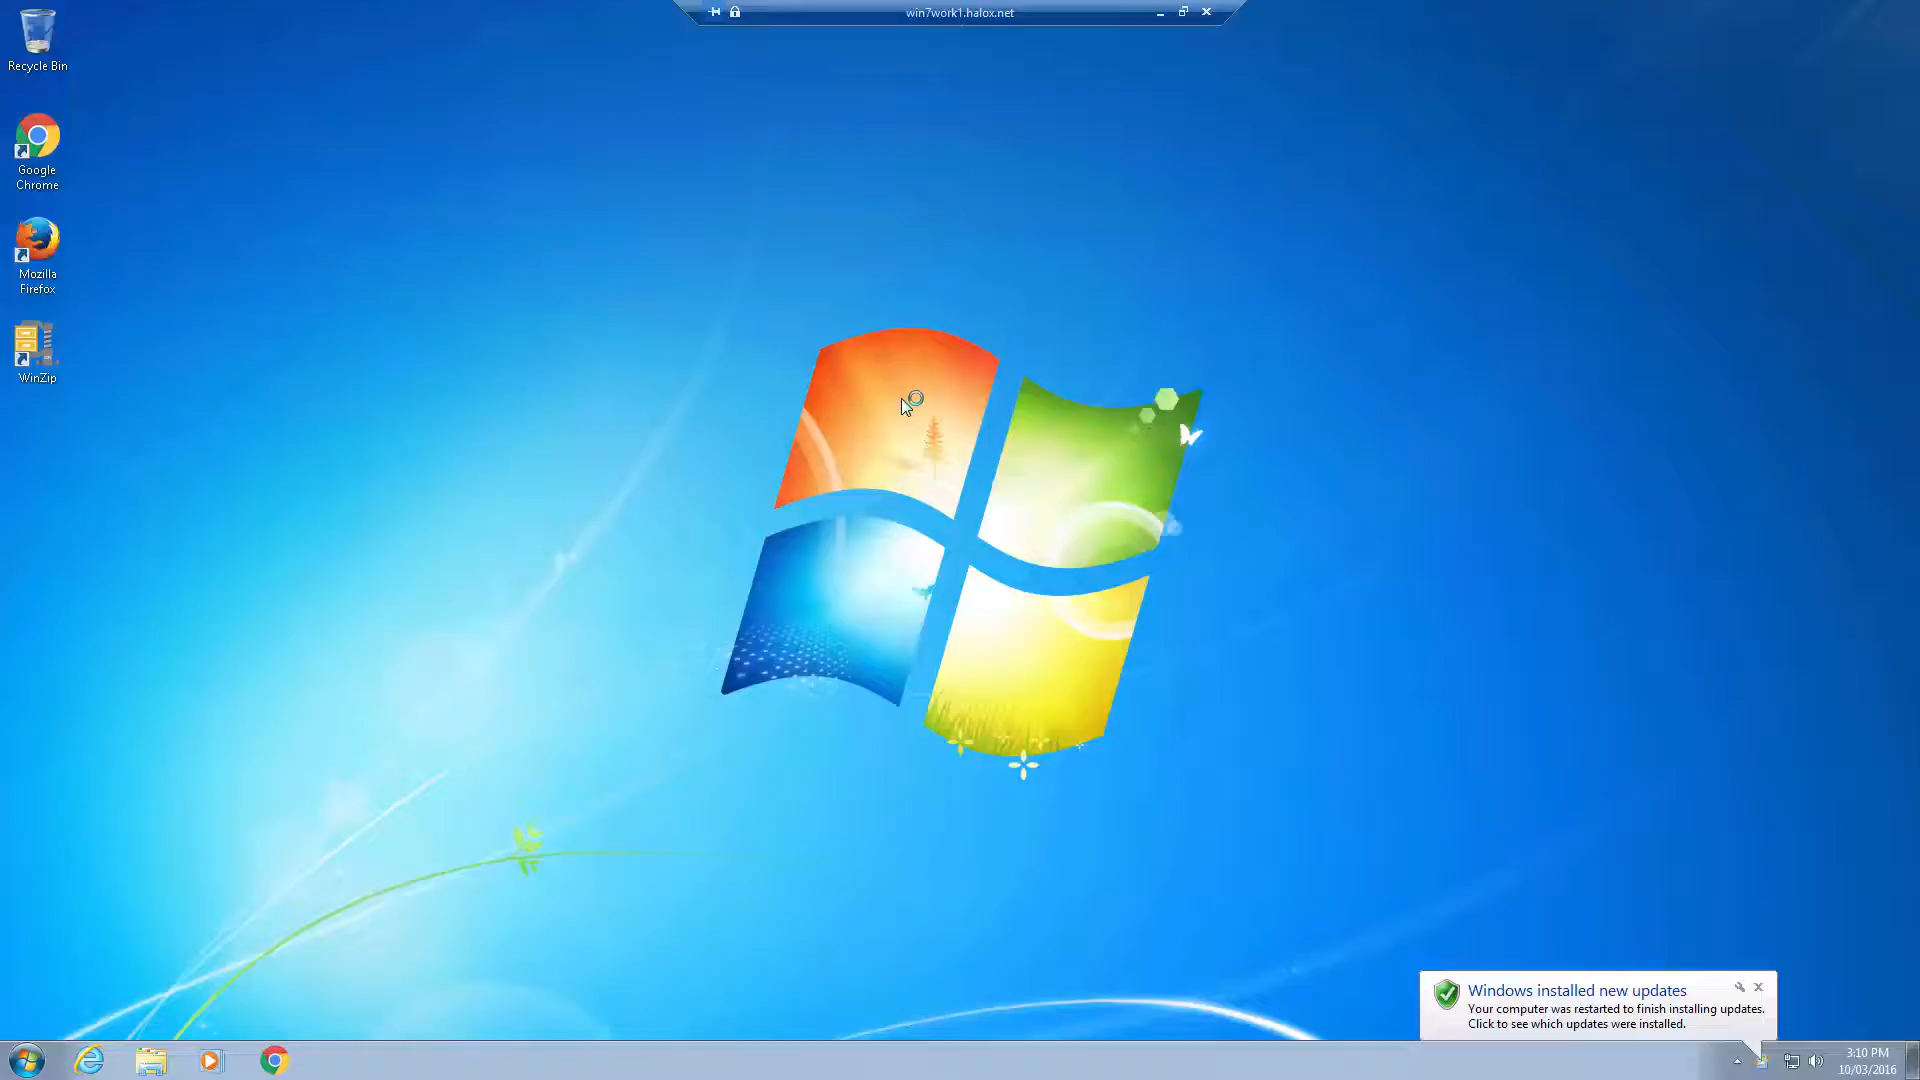 win7work1.halox.net
Recycle Bin
Google
Chrome
Mozilla
Firefox
WinZip
Windows installed new updates
Your computer was restarted to finish installing updates.
Click to see which updates were installed.
3:10 PM
10/03/2016